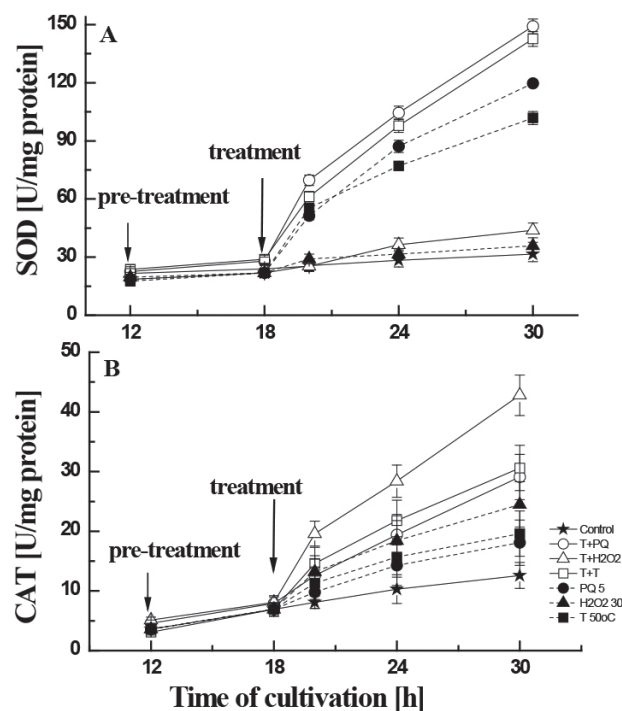 A
SOD [U/mg protein]
150
120
90
60
30
0
pre-treatment
treatment
12
18
24
30
B
CAT [U/mg protein]
50
40
30
20
10
0
pre-treatment
treatment
Control
T+PQ
T+H2O2
T+T
PQ 5
H2O2 30
T 50oC
12
18
24
30
Time of cultivation [h]